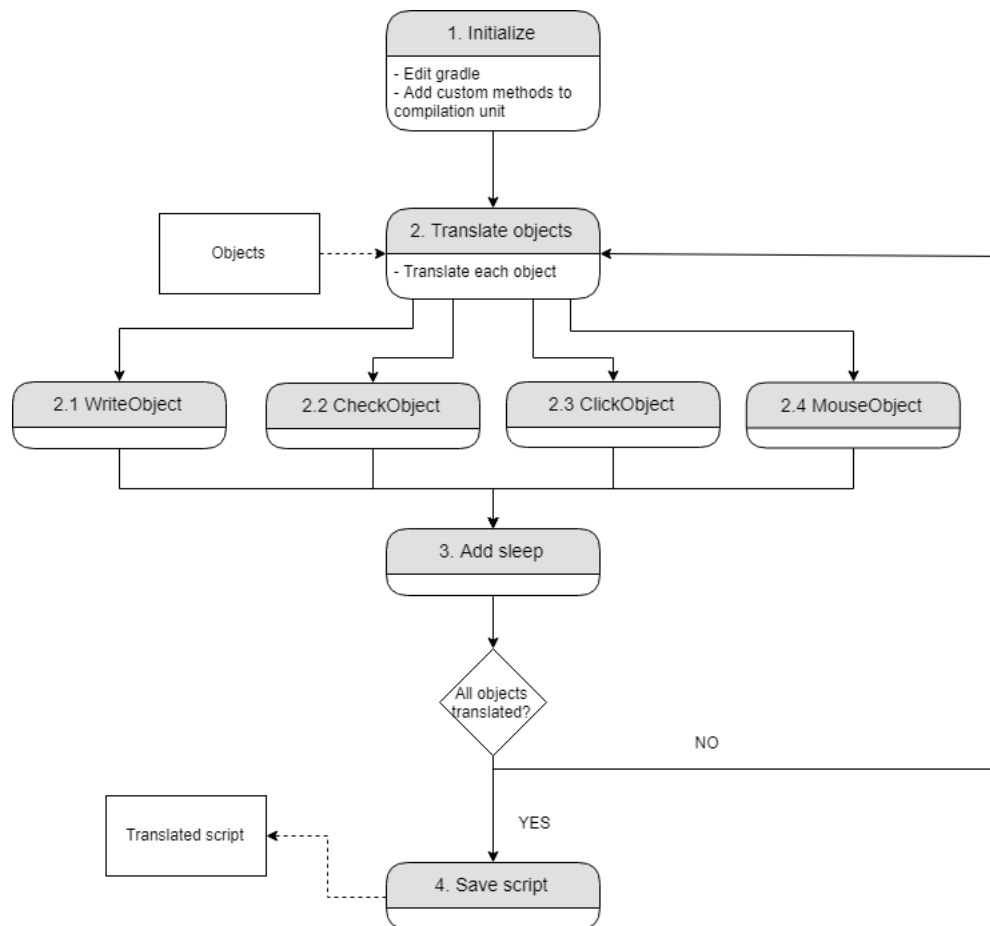 1. Initialize
- Edit gradle
- Add custom methods to
compilation unit
2. Translate objects
- Translate each object
Objects
2.1 WriteObject
2.2 CheckObject
2.3 ClickObject
2.4 MouseObject
3. Add sleep
All objects
translated?
NO
YES
Translated script
4. Save script